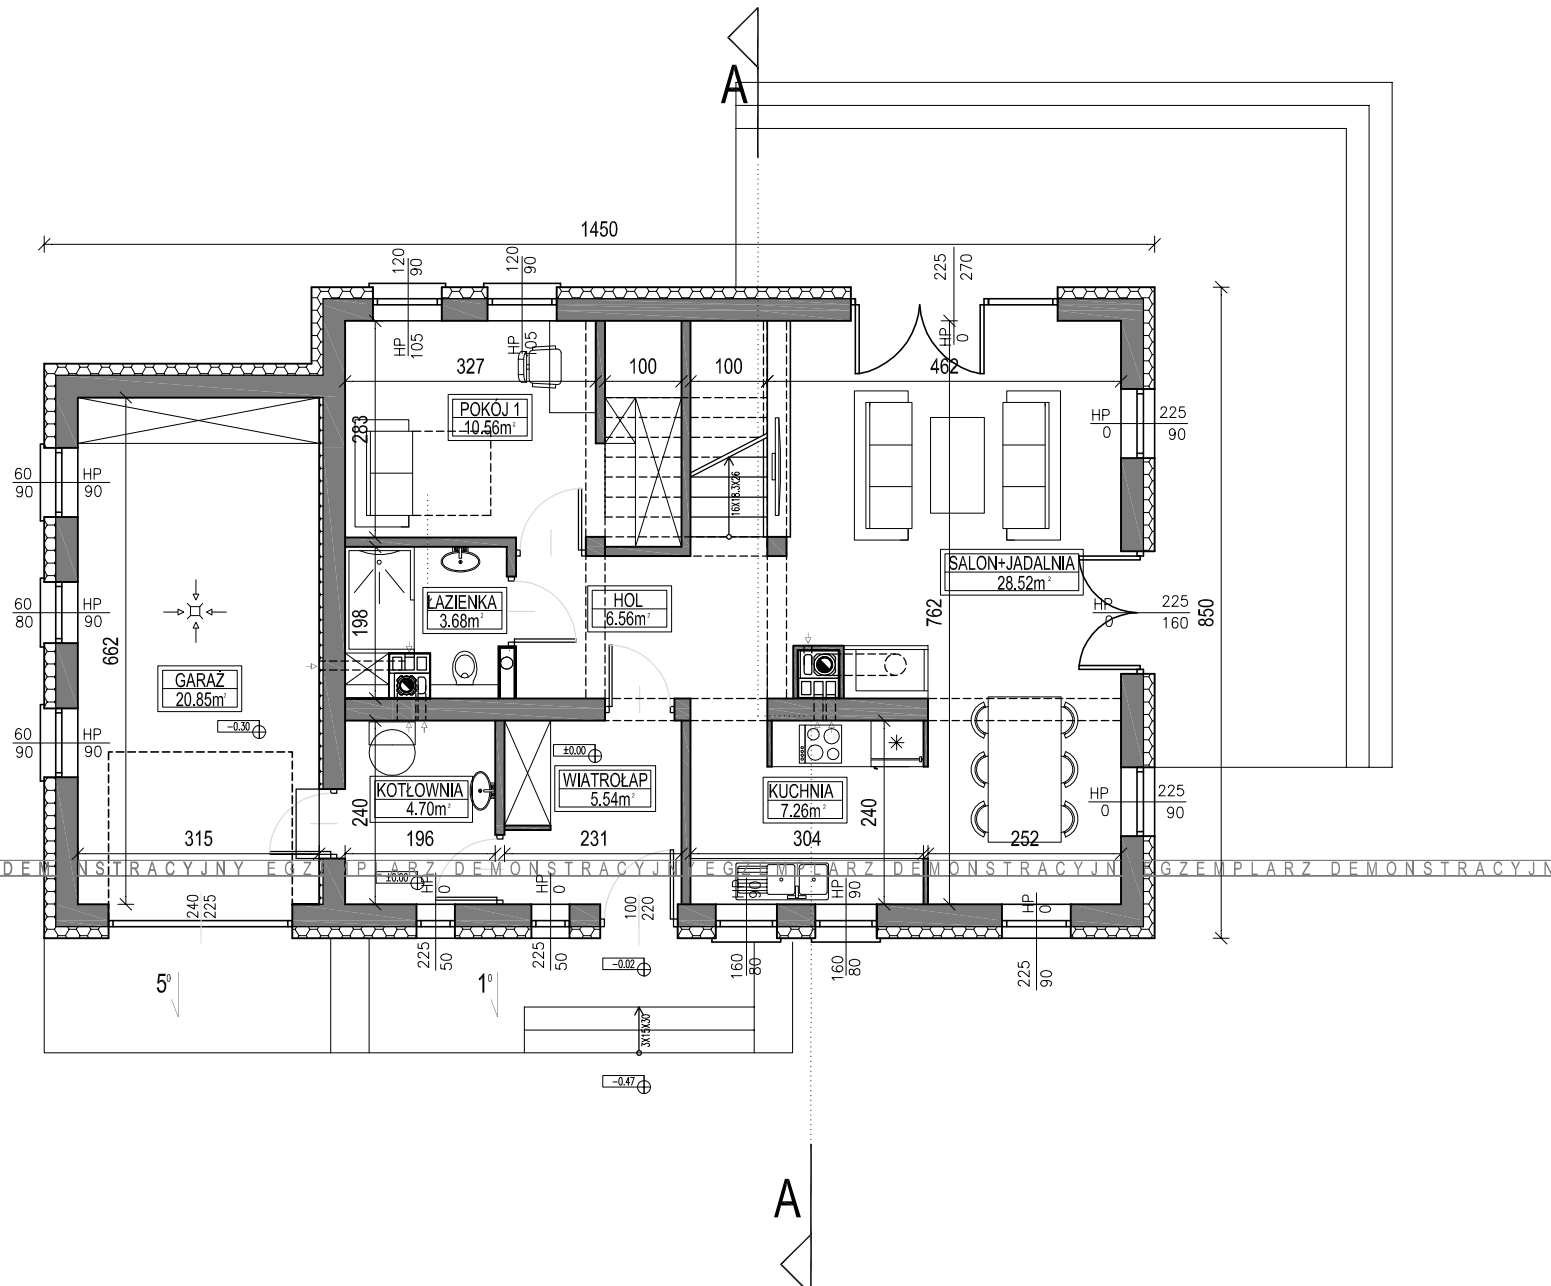 A
1450
120
90
120
90
225
270
HP
105
HP
105
HP
0
327
100
100
462
POKÓJ 1
10.56m²
283
HP
0
225
90
60
90
HP
90
16X18.3X26
SALON+JADALNIA
28.52m²
ŁAZIENKA
3.68m²
HOL
6.56m²
198
762
60
80
HP
90
HP
0
225
160
850
662
GARAŻ
20.85m²
-0.30
60
90
HP
90
±0.00
WIATROŁAP
5.54m²
KOTŁOWNIA
4.70m²
KUCHNIA
7.26m²
240
240
HP
0
225
90
315
196
231
304
252
DEMONSTRACYJNY EGZEMPLARZ DEMONSTRACYJNY EGZEMPLARZ DEMONSTRACYJNY EGZEMPLARZ DEMONSTRACYJN
±0.00
HP
0
HP
0
HP
90
HP
90
HP
0
240
225
100
220
225
50
225
50
160
80
160
80
225
90
-0.02
5°
1°
3X15X30
-0.47
A